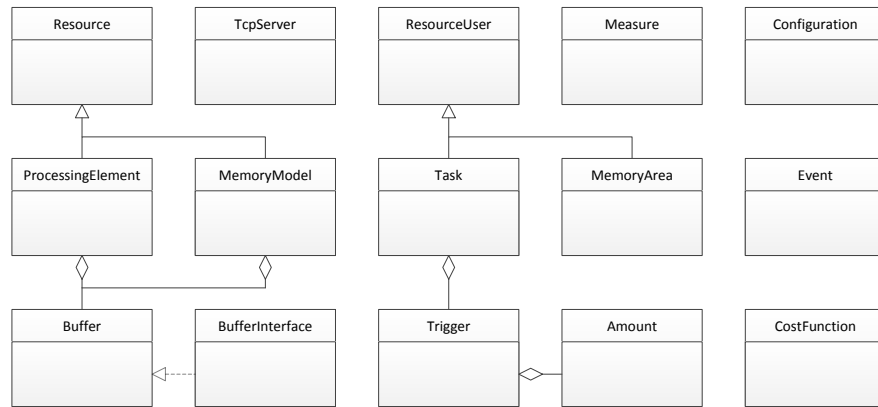 Resource
TcpServer
ResourceUser
Measure
Configuration
ProcessingElement
MemoryModel
Task
MemoryArea
Event
Buffer
BufferInterface
Trigger
Amount
CostFunction